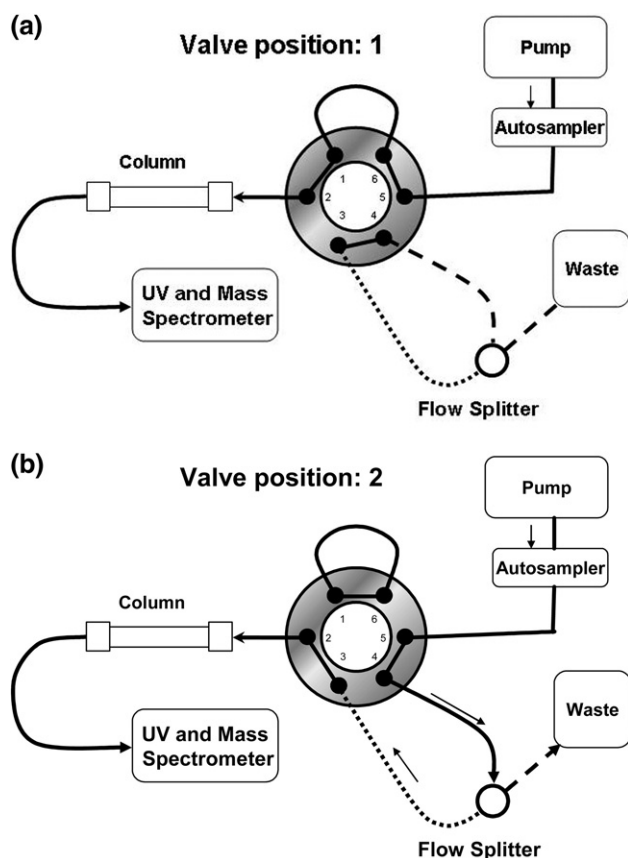 (a)
Valve position: 1
Pump
Autosampler
Column
1
6
2
5
3
4
UV and Mass
Spectrometer
Waste
Flow Splitter
(b)
Valve position: 2
Pump
Autosampler
Column
1
6
2
5
3
4
UV and Mass
Spectrometer
Waste
Flow Splitter